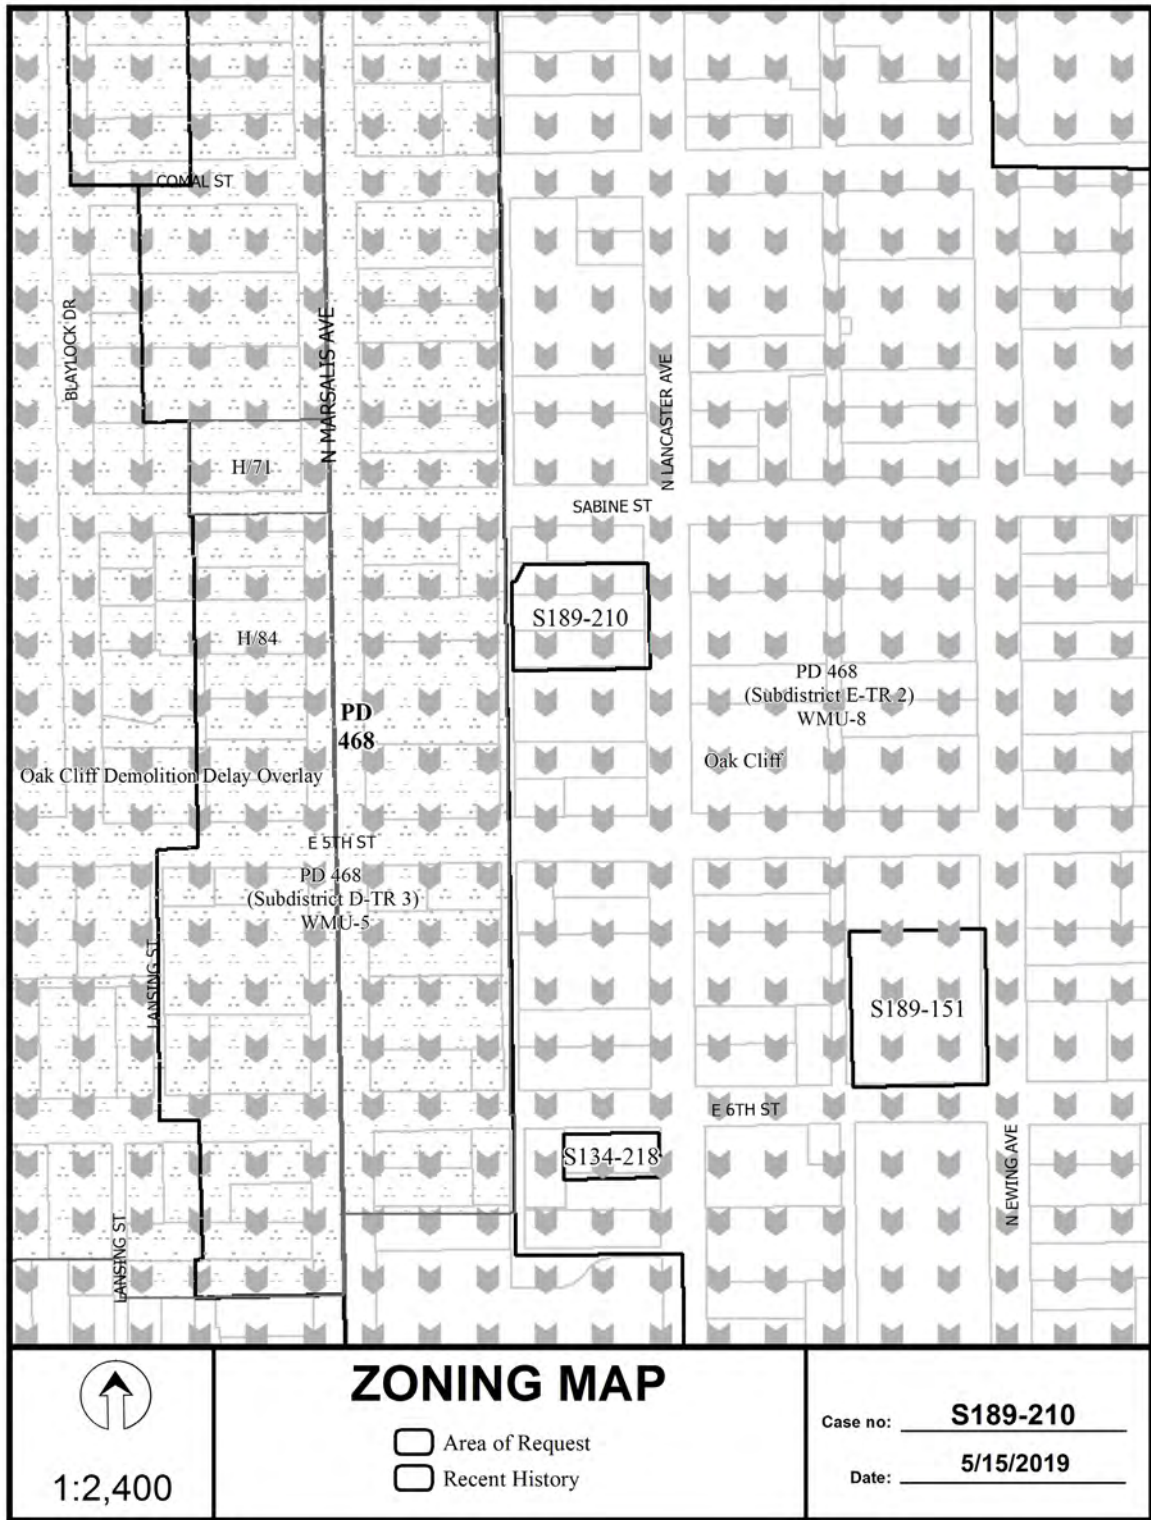 COMAL ST
BLAYLOCK DR
N MARSALIS AVE
N LANCASTER AVE
H/71
SABINE ST
S189-210
H/84
PD 468
(Subdistrict E-TR 2)
WMU-8
PD
468
Oak Cliff
Oak Cliff Demolition Delay Overlay
E 5TH ST
PD 468
(Subdistrict D-TR 3)
WMU-5
LANSING ST
S189-151
E 6TH ST
S134-218
N EWING AVE
LANSING ST
1:2,400
ZONING MAP
Area of Request
Recent History
Case no: S189-210
Date: 5/15/2019